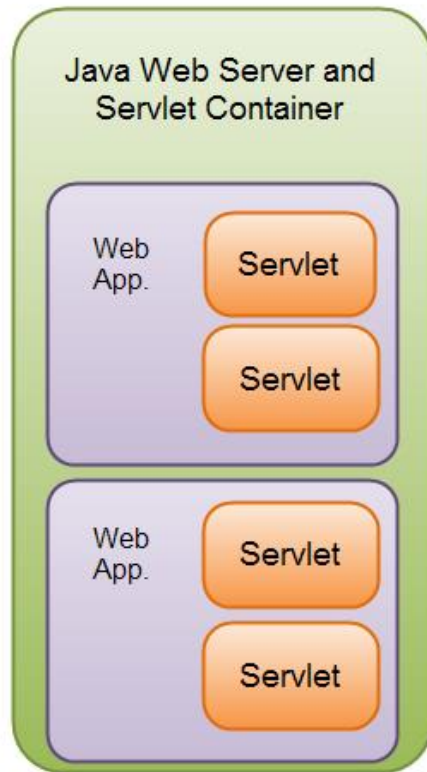 Java Web Server and
Servlet Container
Web
App.
Servlet
Servlet
Web
App.
Servlet
Servlet